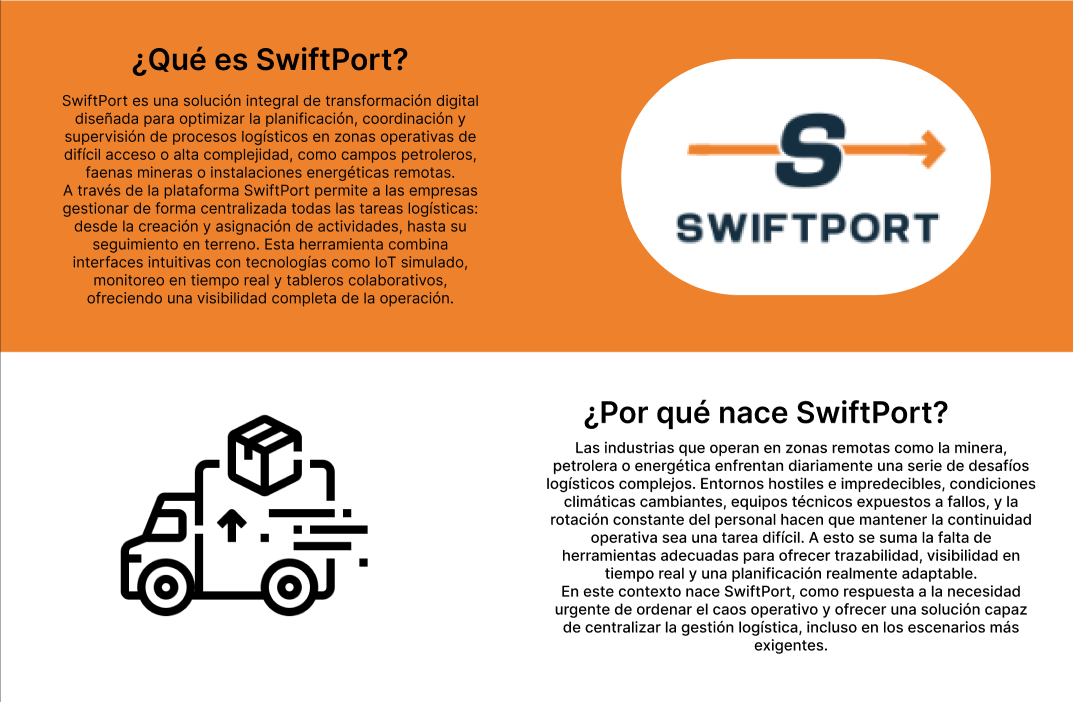 ¿Qué es SwiftPort?
SwiftPort es una solución integral de transformación digital
diseñada para optimizar la planificación, coordinación y
supervisión de procesos logísticos en zonas operativas de
difícil acceso o alta complejidad, como campos petroleros,
faenas mineras o instalaciones energéticas remotas.
A través de la plataforma SwiftPort permite a las empresas
gestionar de forma centralizada todas las tareas logísticas:
desde la creación y asignación de actividades, hasta su
seguimiento en terreno. Esta herramienta combina
interfaces intuitivas con tecnologías como IoT simulado,
monitoreo en tiempo real y tableros colaborativos,
ofreciendo una visibilidad completa de la operación.
S
SWIFTPORT
¿Por qué nace SwiftPort?
Las industrias que operan en zonas remotas como la minera,
petrolera o energética enfrentan diariamente una serie de desafíos
logísticos complejos. Entornos hostiles e impredecibles, condiciones
climáticas cambiantes, equipos técnicos expuestos a fallos, y la
rotación constante del personal hacen que mantener la continuidad
operativa sea una tarea difícil. A esto se suma la falta de
herramientas adecuadas para ofrecer trazabilidad, visibilidad en
tiempo real y una planificación realmente adaptable.
En este contexto nace SwiftPort, como respuesta a la necesidad
urgente de ordenar el caos operativo y ofrecer una solución capaz
de centralizar la gestión logística, incluso en los escenarios más
exigentes.